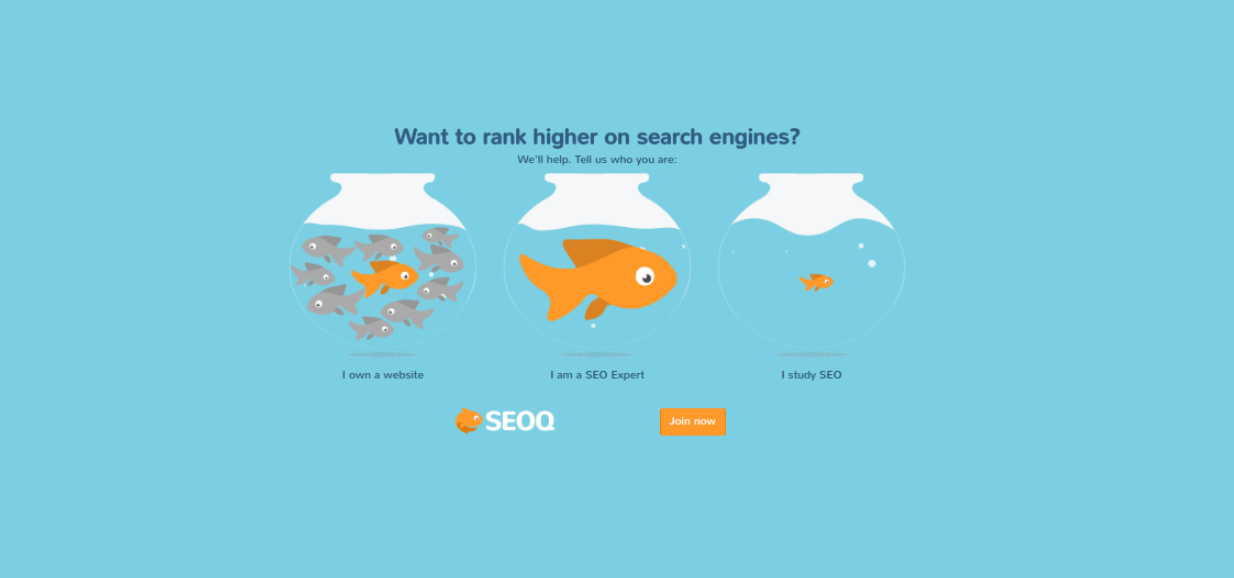 Want to rank higher on search engines?
We'll help. Tell us who you are:
I own a website
I am a SEO Expert
I study SEO
SEOQ
Join now